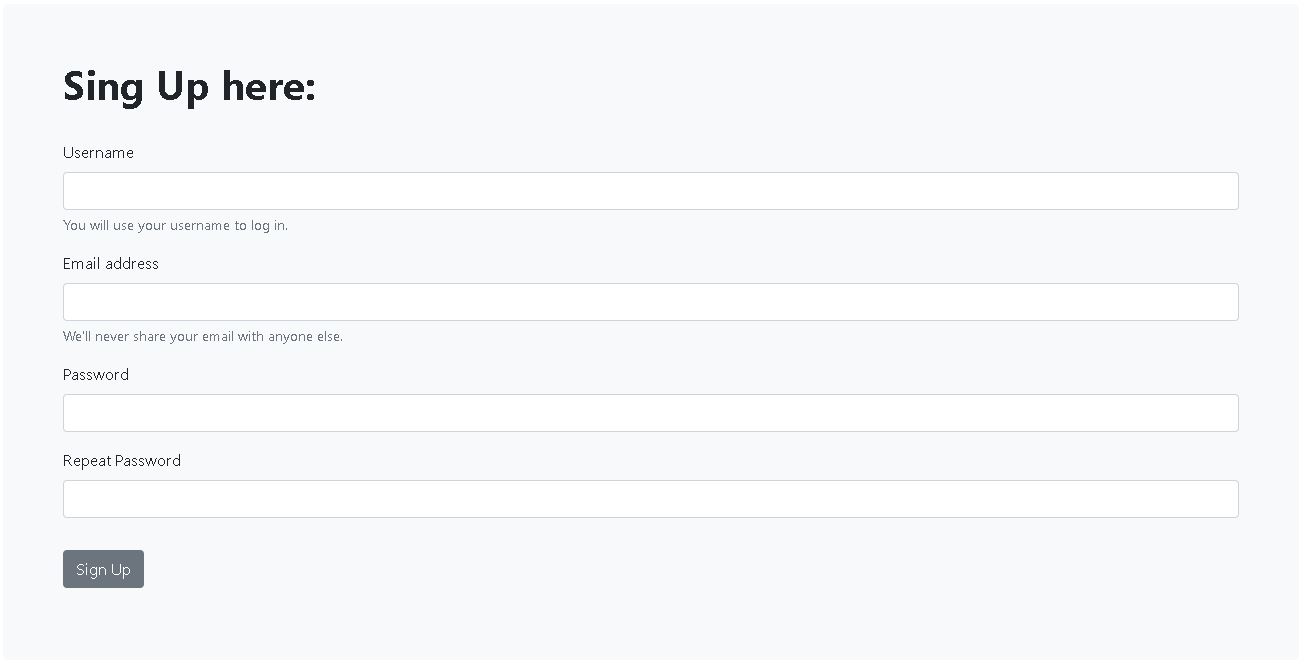 Sing Up here:
Username
You will use your username to log in.
Email address
We'll never share your email with anyone else.
Password
Repeat Password
Sign Up